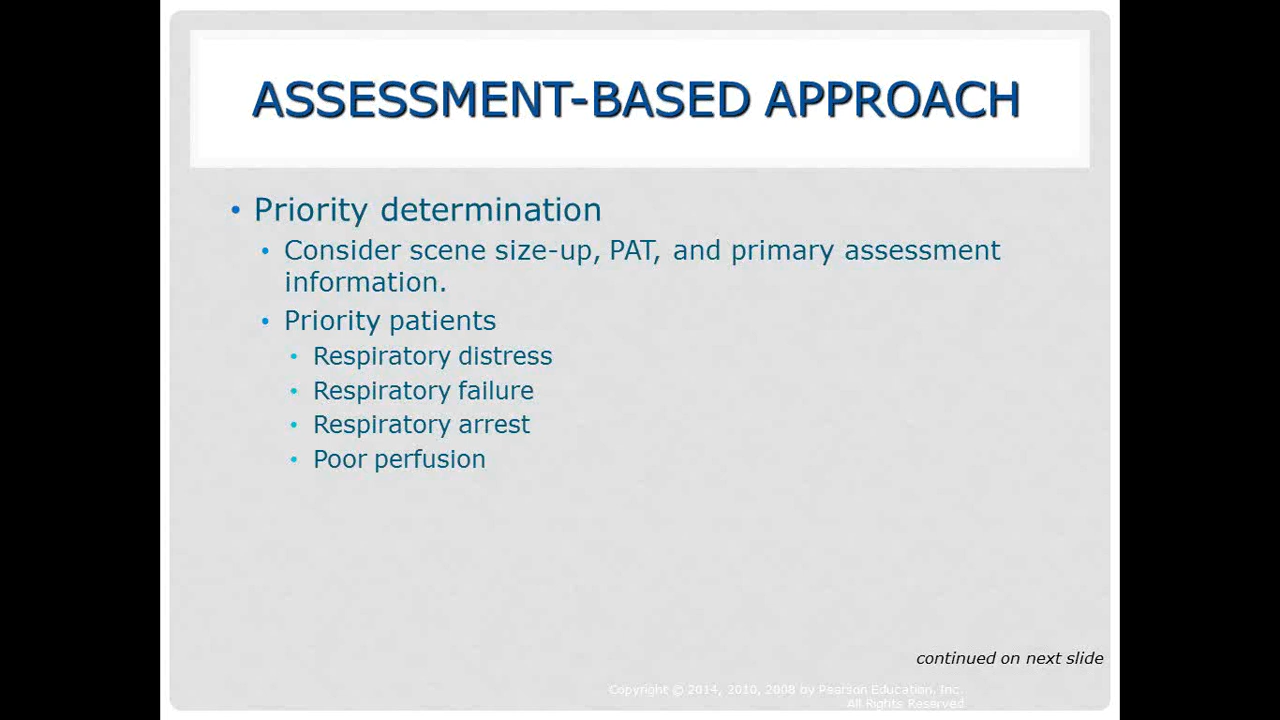 ASSESSMENT-BASED APPROACH
• Priority determination
• Consider scene size-up, PAT, and primary assessment
information.
• Priority patients
• Respiratory distress
• Respiratory failure
• Respiratory arrest
• Poor perfusion
continued on next slide
Copyright © 2014, 2010, 2008 by Pearson Education, Inc.
All Rights Reserved